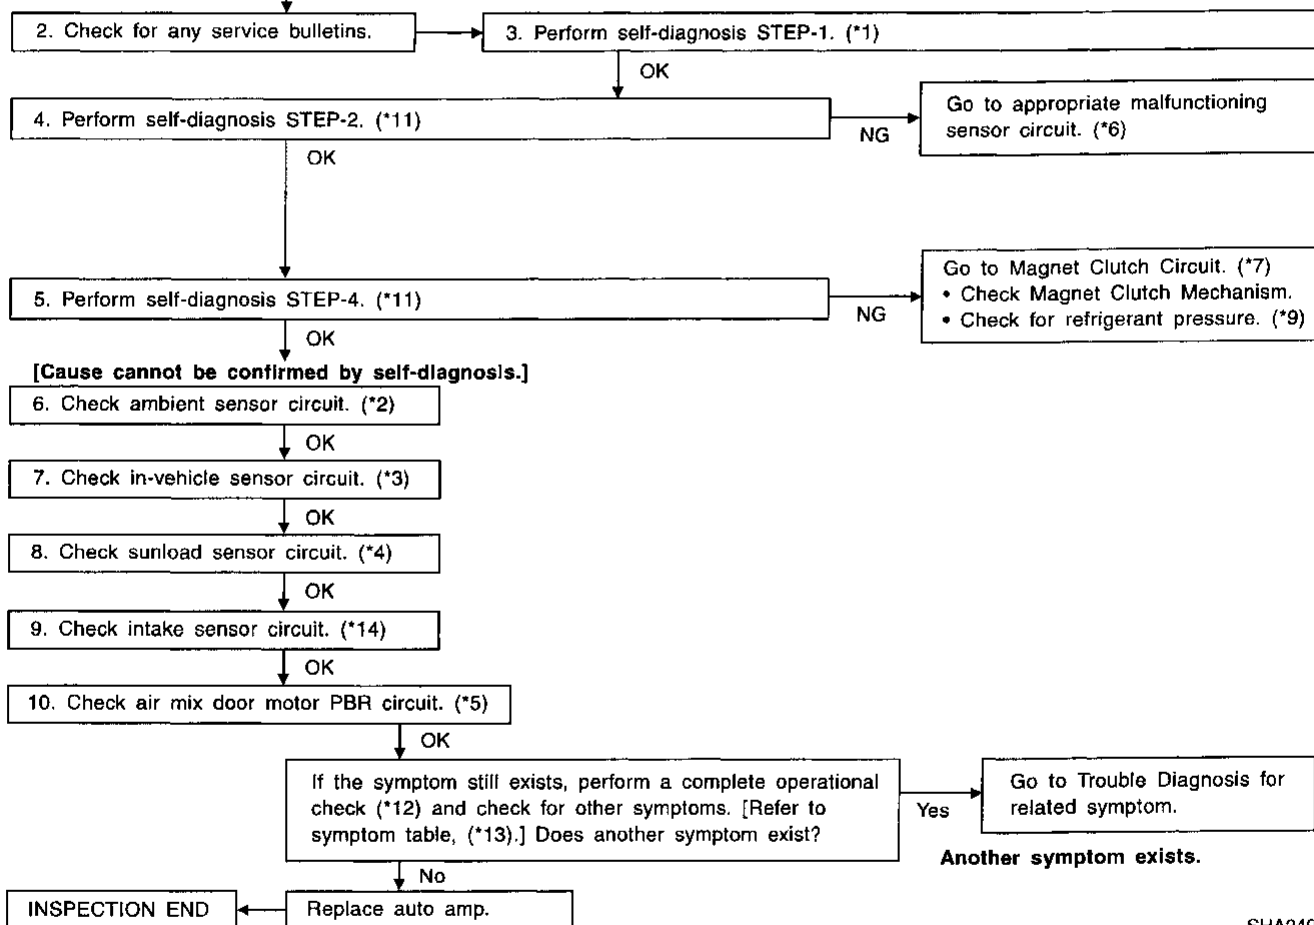 2. Check for any service bulletins.
3. Perform self-diagnosis STEP-1. (*1)
OK
4. Perform self-diagnosis STEP-2. (*11)
NG
Go to appropriate malfunctioning
sensor circuit. (*6)
OK
5. Perform self-diagnosis STEP-4. (*11)
NG
Go to Magnet Clutch Circuit. (*7)
• Check Magnet Clutch Mechanism.
• Check for refrigerant pressure. (*9)
OK
[Cause cannot be confirmed by self-diagnosis.]
6. Check ambient sensor circuit. (*2)
OK
7. Check in-vehicle sensor circuit. (*3)
OK
8. Check sunload sensor circuit. (*4)
OK
9. Check intake sensor circuit. (*14)
OK
10. Check air mix door motor PBR circuit. (*5)
OK
If the symptom still exists, perform a complete operational
check (*12) and check for other symptoms. [Refer to
symptom table, (*13).] Does another symptom exist?
Yes
Go to Trouble Diagnosis for
related symptom.
Another symptom exists.
No
Replace auto amp.
INSPECTION END